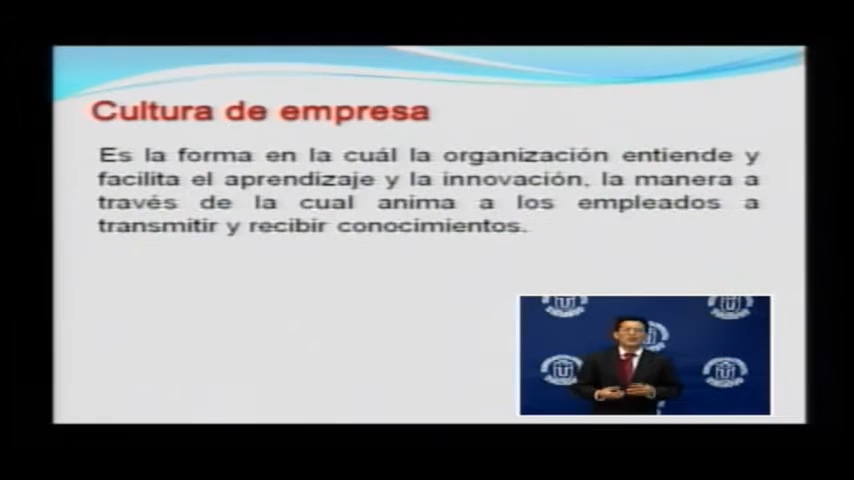 Cultura de empresa
Es la forma en la cuál la organización entiende y
facilita el aprendizaje y la innovación, la manera a
través de la cual anima a los empleados a
transmitir y recibir conocimientos.